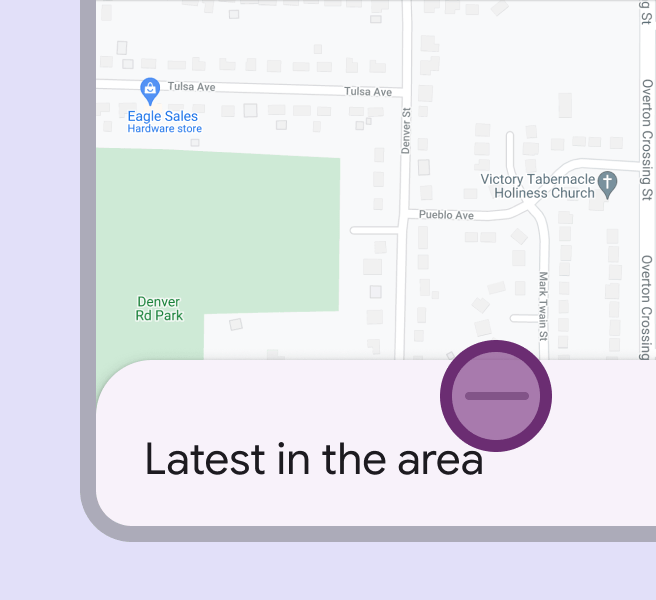 g St
Tulsa Ave
Tulsa Ave
Eagle Sales
Hardware store
Denver St
Overton Crossing St
Victory Tabernacle
Holiness Church
Pueblo Ave
Denver
Rd Park
Mark Twain St
Overton Crossing
Latest in the area